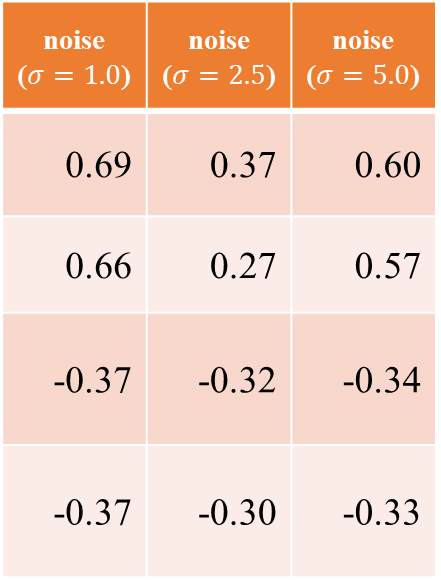 noise noise noise
(σ = 1.0) (σ = 2.5) (σ = 5.0)
0.69 0.37 0.60
0.66 0.27 0.57
-0.37 -0.32 -0.34
-0.37 -0.30 -0.33